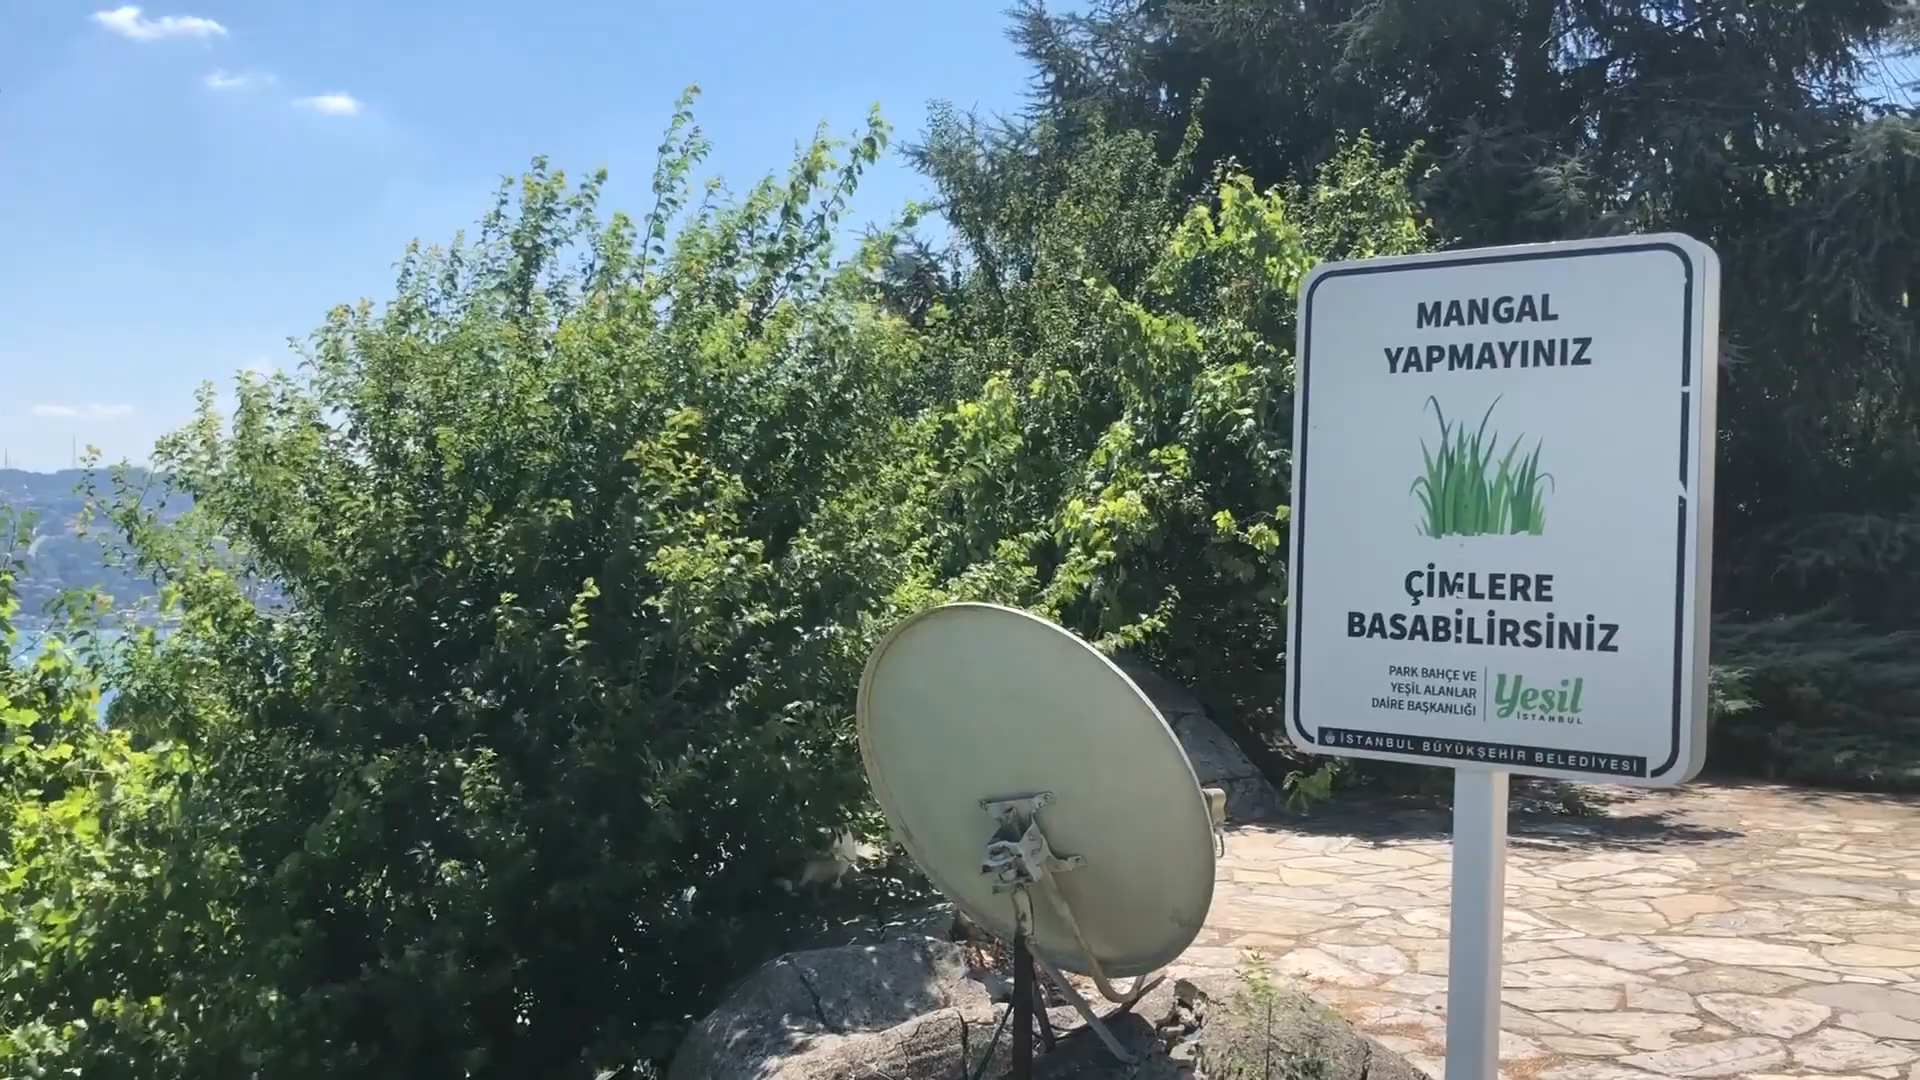 MANGAL
YAPMAYINIZ
ÇİMLERE
BASABİLİRSİNİZ
PARK BAHÇE VE
YEŞİL ALANLAR
DAİRE BAŞKANLIĞI
Yeşil
İSTANBUL
İSTANBUL BÜYÜKŞEHİR BELEDİYESİ